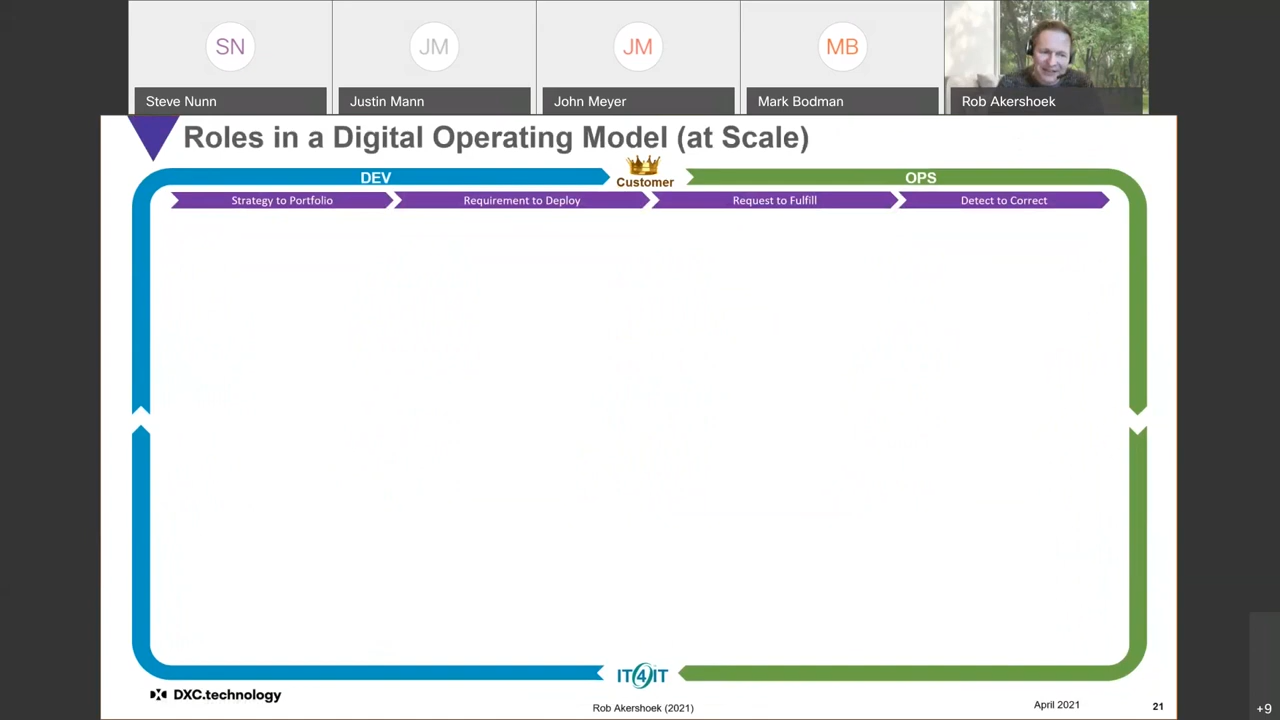 SN
JM
JM
MB
Steve Nunn
Justin Mann
John Meyer
Mark Bodman
Rob Akershoek
Roles in a Digital Operating Model (at Scale)
DEV
Customer
OPS
Strategy to Portfolio
Requirement to Deploy
Request to Fulfill
Detect to Correct
IT4IT
DXC.technology
Rob Akershoek (2021)
April 2021
21
+9